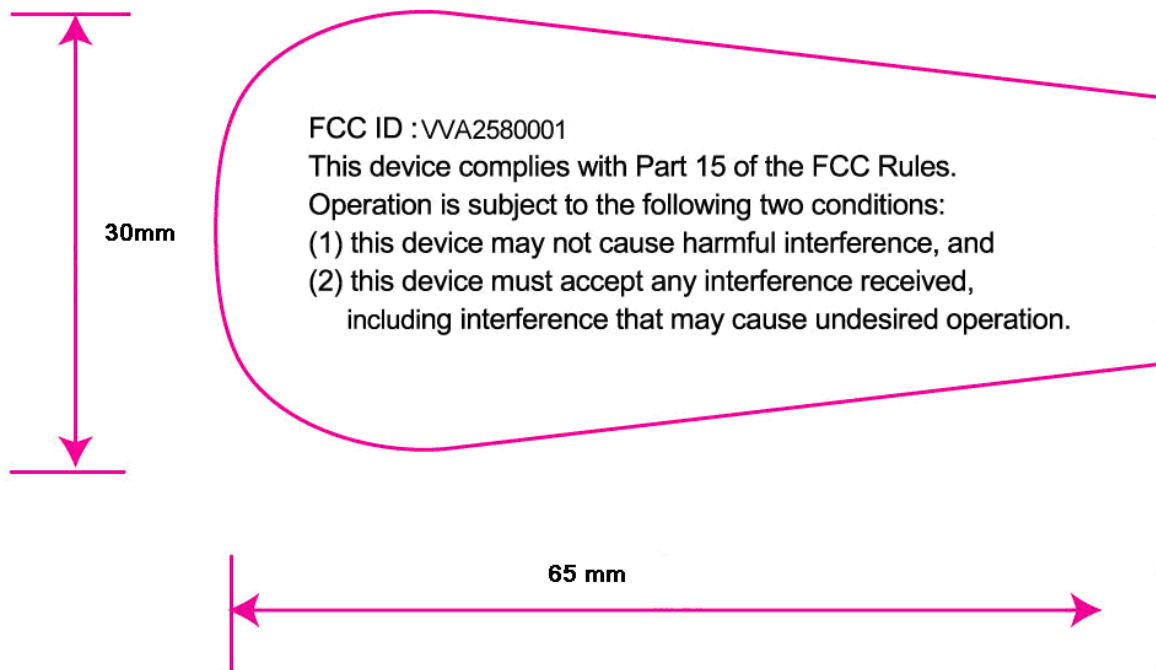 FCC ID : VVA2580001
This device complies with Part 15 of the FCC Rules.
Operation is subject to the following two conditions:
30mm
(1) this device may not cause harmful interference, and
(2) this device must accept any interference received,
including interference that may cause undesired operation.
65 mm